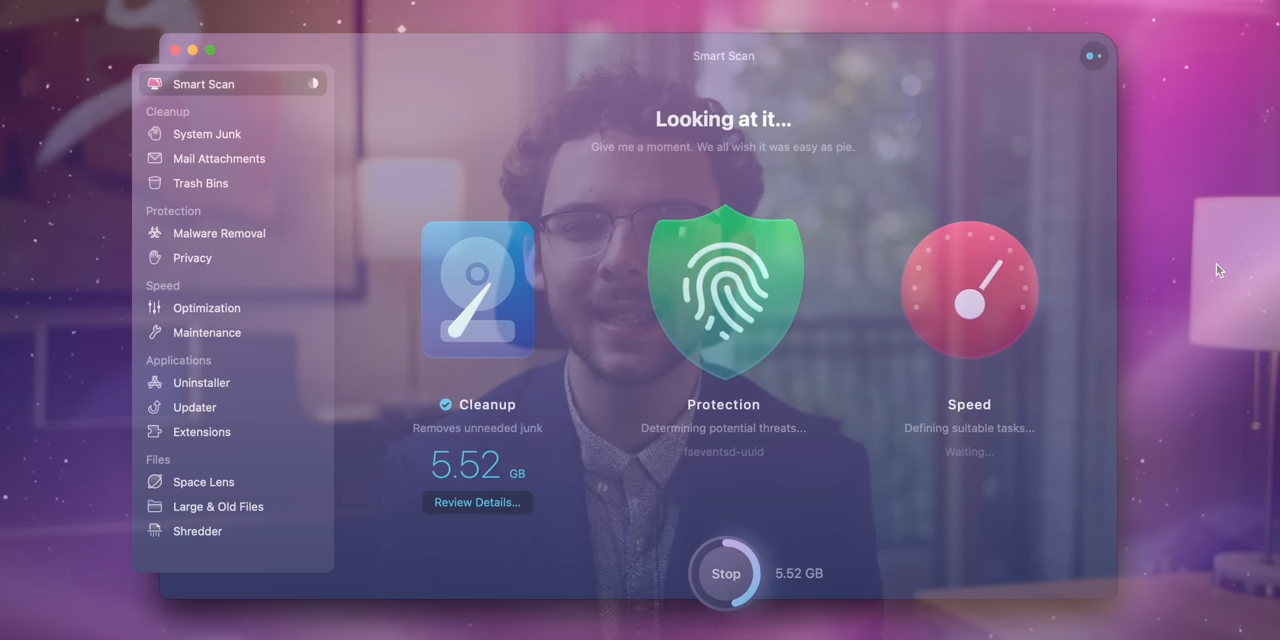 Smart Scan
Smart Scan
Cleanup
System Junk
Mail Attachments
Trash Bins
Protection
Malware Removal
Privacy
Speed
Optimization
Maintenance
Applications
Uninstaller
Updater
Extensions
Files
Space Lens
Large & Old Files
Shredder
Looking at it...
Give me a moment. We all wish it was easy as pie.
Cleanup
Removes unneeded junk
5.52 GB
Review Details...
Protection
Determining potential threats...
fseventsd-uuid
Speed
Defining suitable tasks...
Waiting...
Stop
5.52 GB